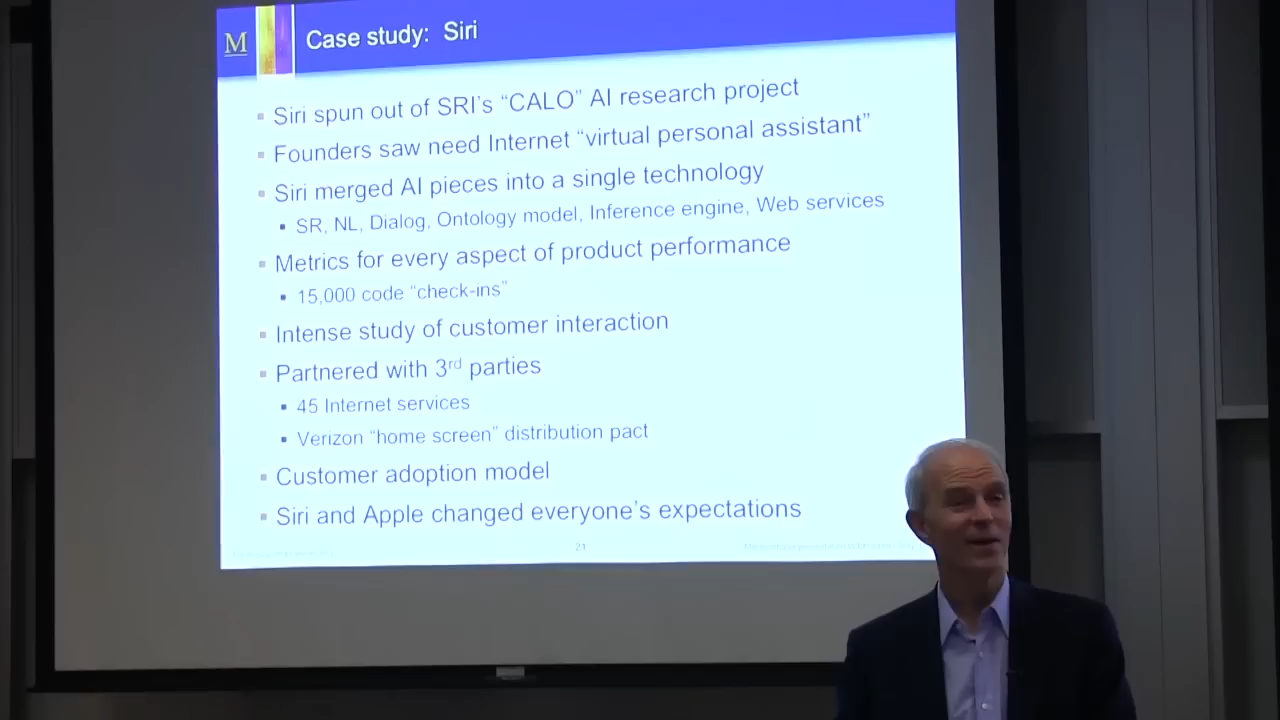 M
Case study: Siri
Siri spun out of SRI's “CALO” AI research project
Founders saw need Internet “virtual personal assistant”
Siri merged AI pieces into a single technology
SR, NL, Dialog, Ontology model, Inference engine, Web services
Metrics for every aspect of product performance
15,000 code “check-ins”
Intense study of customer interaction
Partnered with 3rd parties
45 Internet services
Verizon “home screen” distribution pact
Customer adoption model
Siri and Apple changed everyone's expectations
21